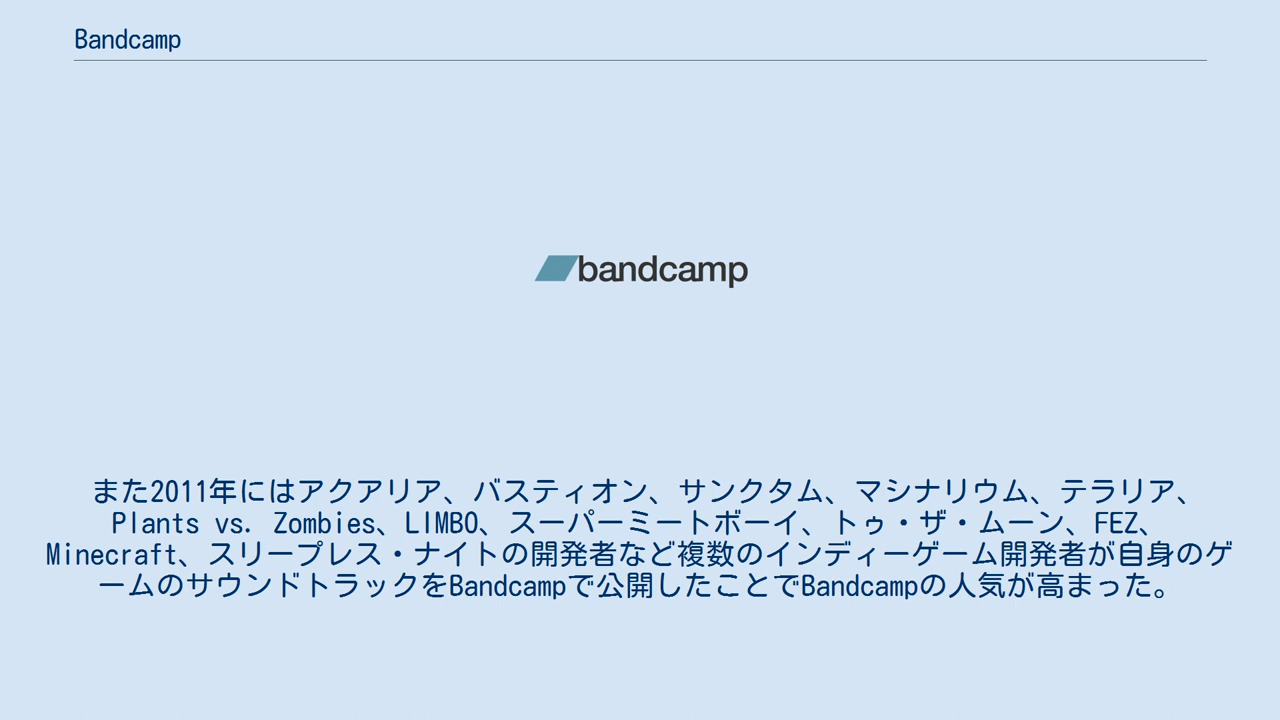 Bandcamp
bandcamp
また2011年にはアクアリア、バスティオン、サンクタム、マシナリウム、テラリア、
Plants vs. Zombies、LIMBO、スーパーミートボーイ、トゥ・ザ・ムーン、FEZ、
Minecraft、スリープレス・ナイトの開発者など複数のインディーゲーム開発者が自身のゲ
ームのサウンドトラックをBandcampで公開したことでBandcampの人気が高まった。